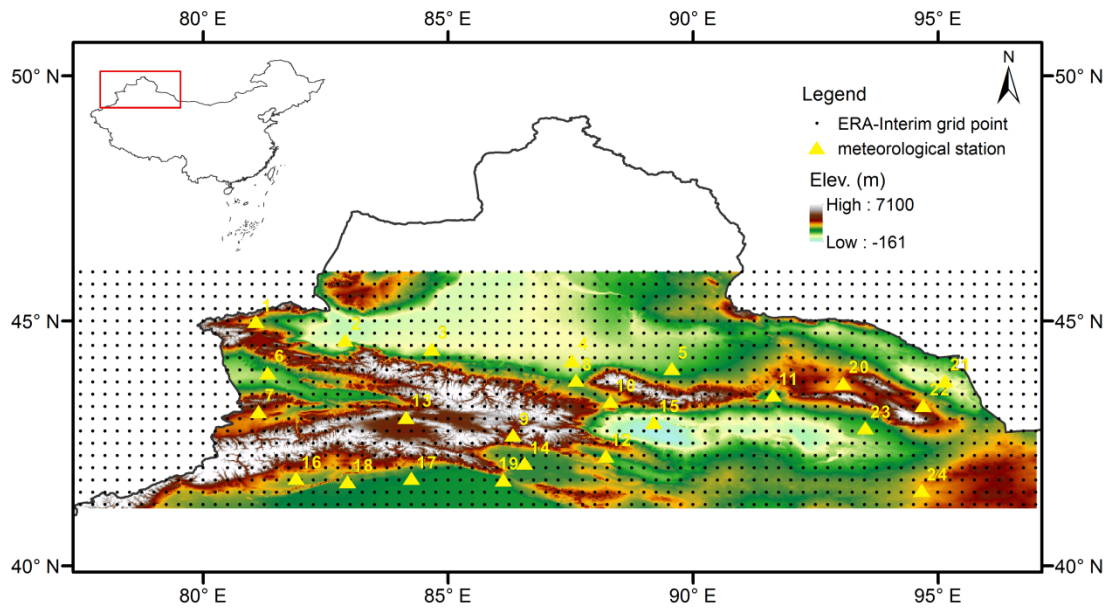 80° E 85° E 90° E 95° E
50° N 50° N
N
Legend
ERA-Interim grid point
meteorological station
Elev. (m)
High : 7100
Low : -161
45° N 45° N
1
2
3
4
5
6
8
20
21
7
10
11
22
13
15
23
9
12
14
16
18
17
19
24
40° N 40° N
80° E 85° E 90° E 95° E